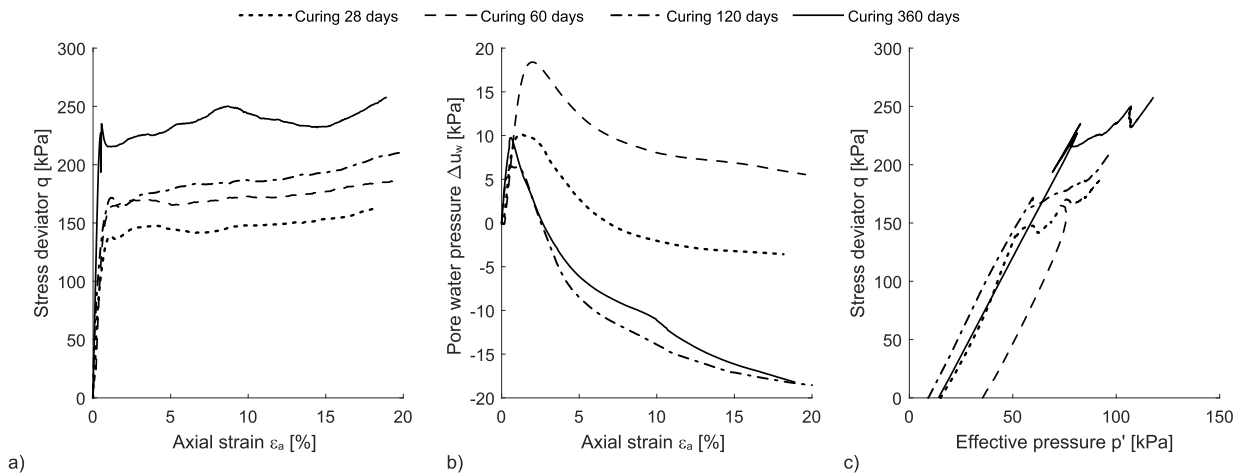 Curing 28 days Curing 60 days Curing 120 days Curing 360 days
300
250
200
150
100
50
0
0 5 10 15 20
Stress deviator q [kPa]
Axial strain εa [%]
a)
20
15
10
5
0
-5
-10
-15
-20
0 5 10 15 20
Pore water pressure Δuw [kPa]
Axial strain εa [%]
b)
300
250
200
150
100
50
0
0 50 100 150
Stress deviator q [kPa]
Effective pressure p' [kPa]
c)